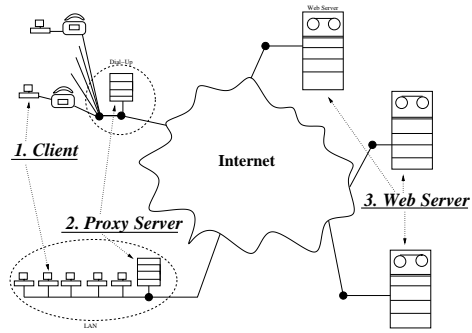 Web Server
Dial-Up
1. Client
Internet
3. Web Server
2. Proxy Server
LAN